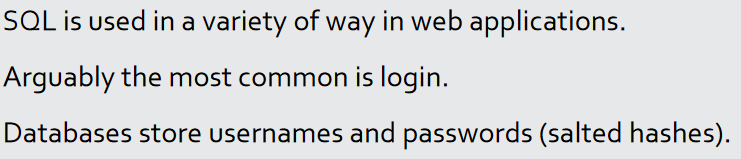 SQL is used in a variety of way in web applications.
Arguably the most common is login.
Databases store usernames and passwords (salted hashes).